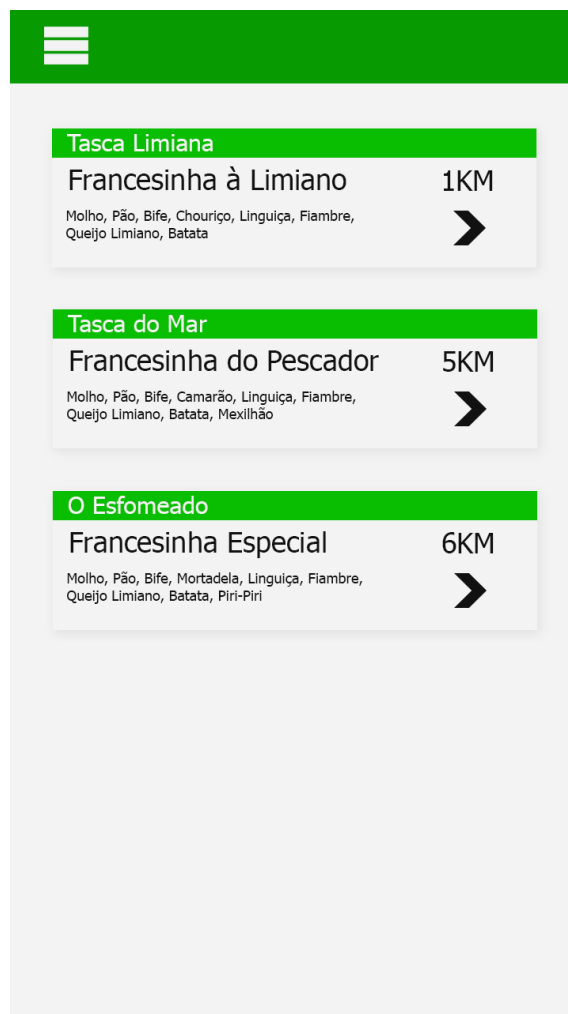 Tasca Limiana
Francesinha à Limiano 1KM
Molho, Pão, Bife, Chouriço, Linguiça, Fiambre,
Queijo Limiano, Batata
Tasca do Mar
Francesinha do Pescador 5KM
Molho, Pão, Bife, Camarão, Linguiça, Fiambre,
Queijo Limiano, Batata, Mexilhão
O Esfomeado
Francesinha Especial 6KM
Molho, Pão, Bife, Mortadela, Linguiça, Fiambre,
Queijo Limiano, Batata, Piri-Piri